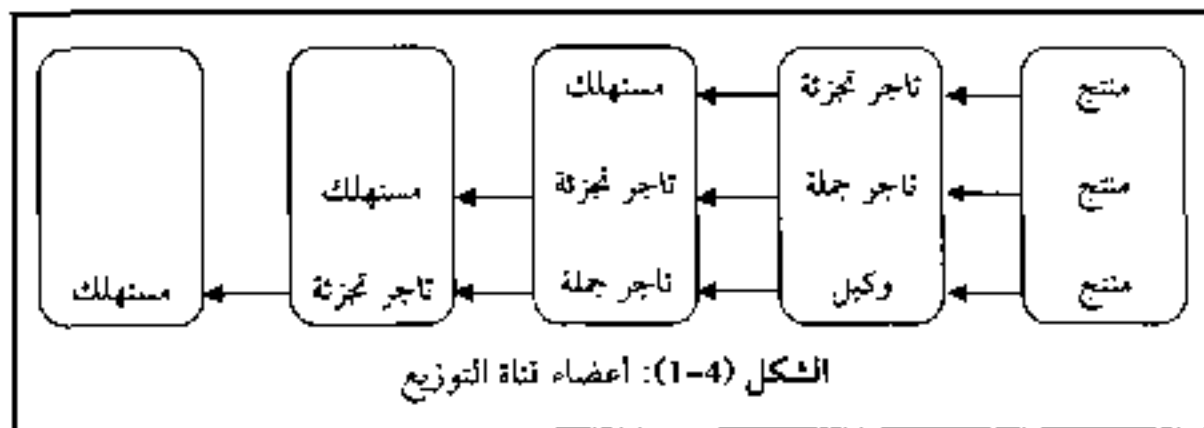 منتج تاجر تجزئة مستهلك
منتج تاجر جملة تاجر تجزئة مستهلك
منتج وكيل تاجر جملة تاجر تجزئة مستهلك
الشكل (4-1): أعضاء قناة التوزيع